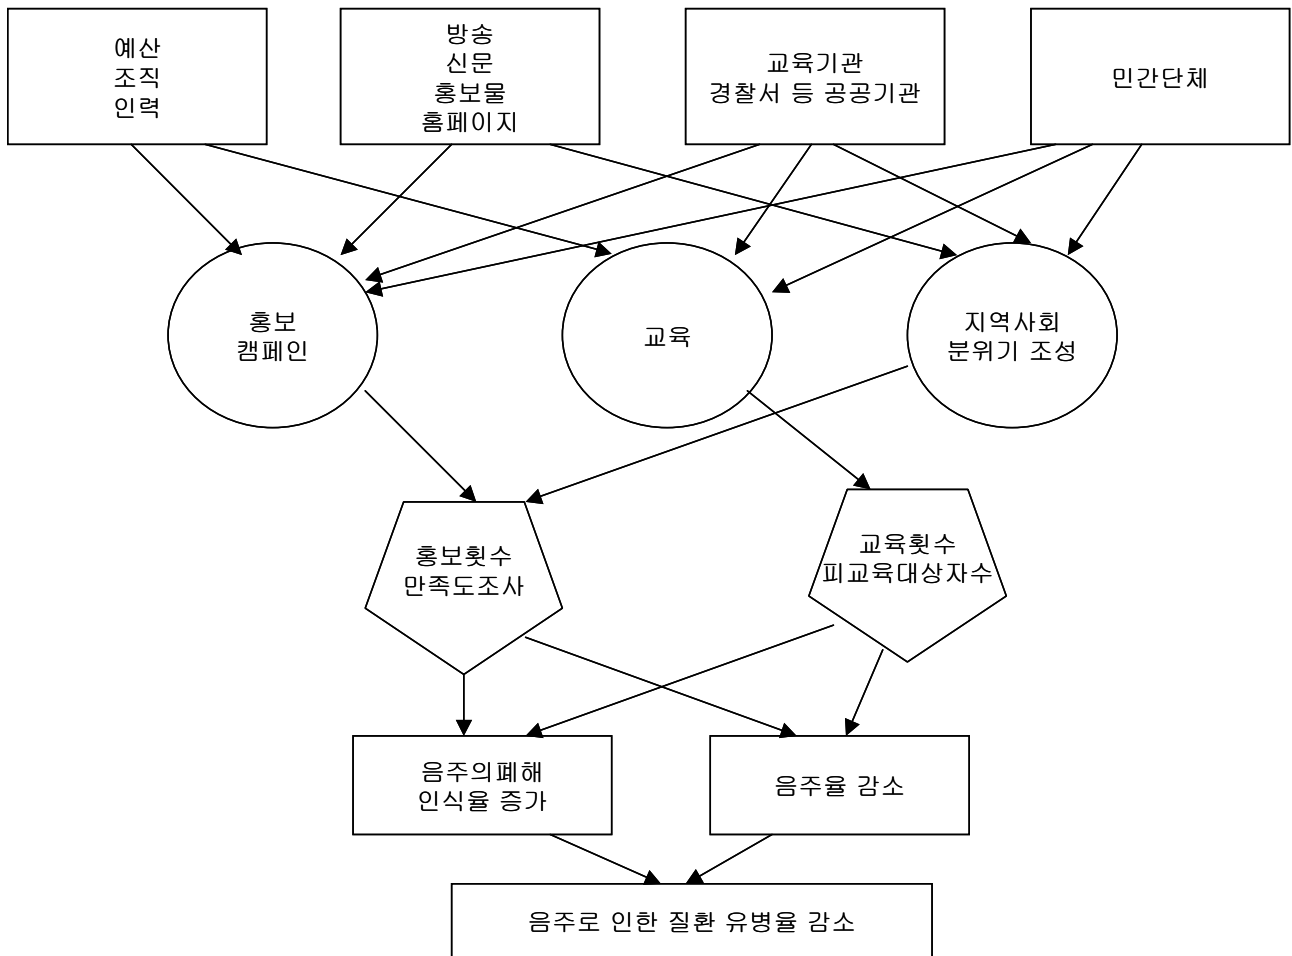 예산
조직
인력
방송
신문
홍보물
홈페이지
교육기관
경찰서 등 공공기관
민간단체
홍보
캠페인
교육
지역사회
분위기 조성
홍보횟수
만족도조사
교육횟수
피교육대상자수
음주의폐해
인식율 증가
음주율 감소
음주로 인한 질환 유병율 감소